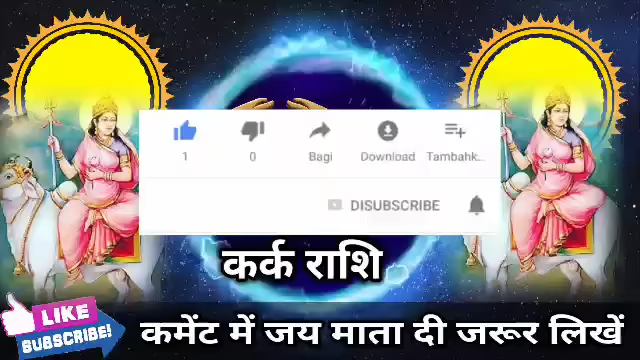 1 0 Bagi Download Tambahk...
DISUBSCRIBE
कर्क राशि
LIKE
SUBSCRIBE!
कमेंट में जय माता दी जरूर लिखें